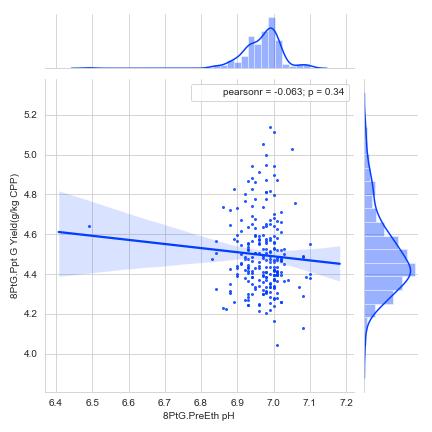 pearsonr = -0.063; p = 0.34
8PtG.Ppt G Yield(g/kg CPP)
5.2
5.0
4.8
4.6
4.4
4.2
4.0
6.4 6.5 6.6 6.7 6.8 6.9 7.0 7.1 7.2
8PtG.PreEth pH